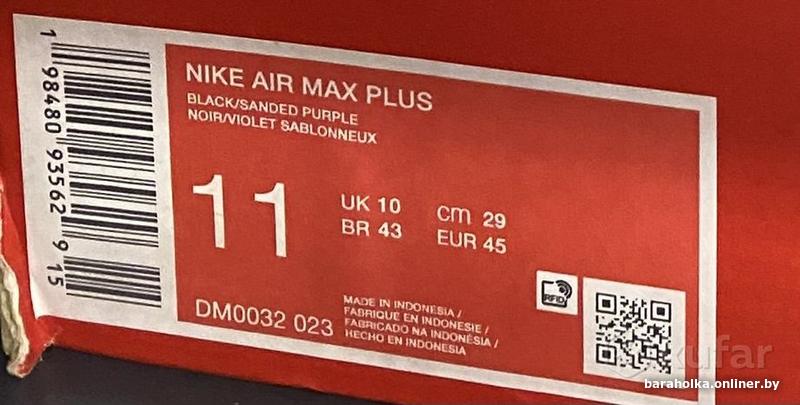 1 98480 93562 9 15
NIKE AIR MAX PLUS
BLACK/SANDED PURPLE
NOIR/VIOLET SABLONNEUX
11
UK 10 cm 29
BR 43 EUR 45
DM0032 023
MADE IN INDONESIA /
FABRIQUE EN INDONESIE /
FABRICADO NA INDONÉSIA /
HECHO EN INDONESIA
RFID
kufar
baraholka.onliner.by